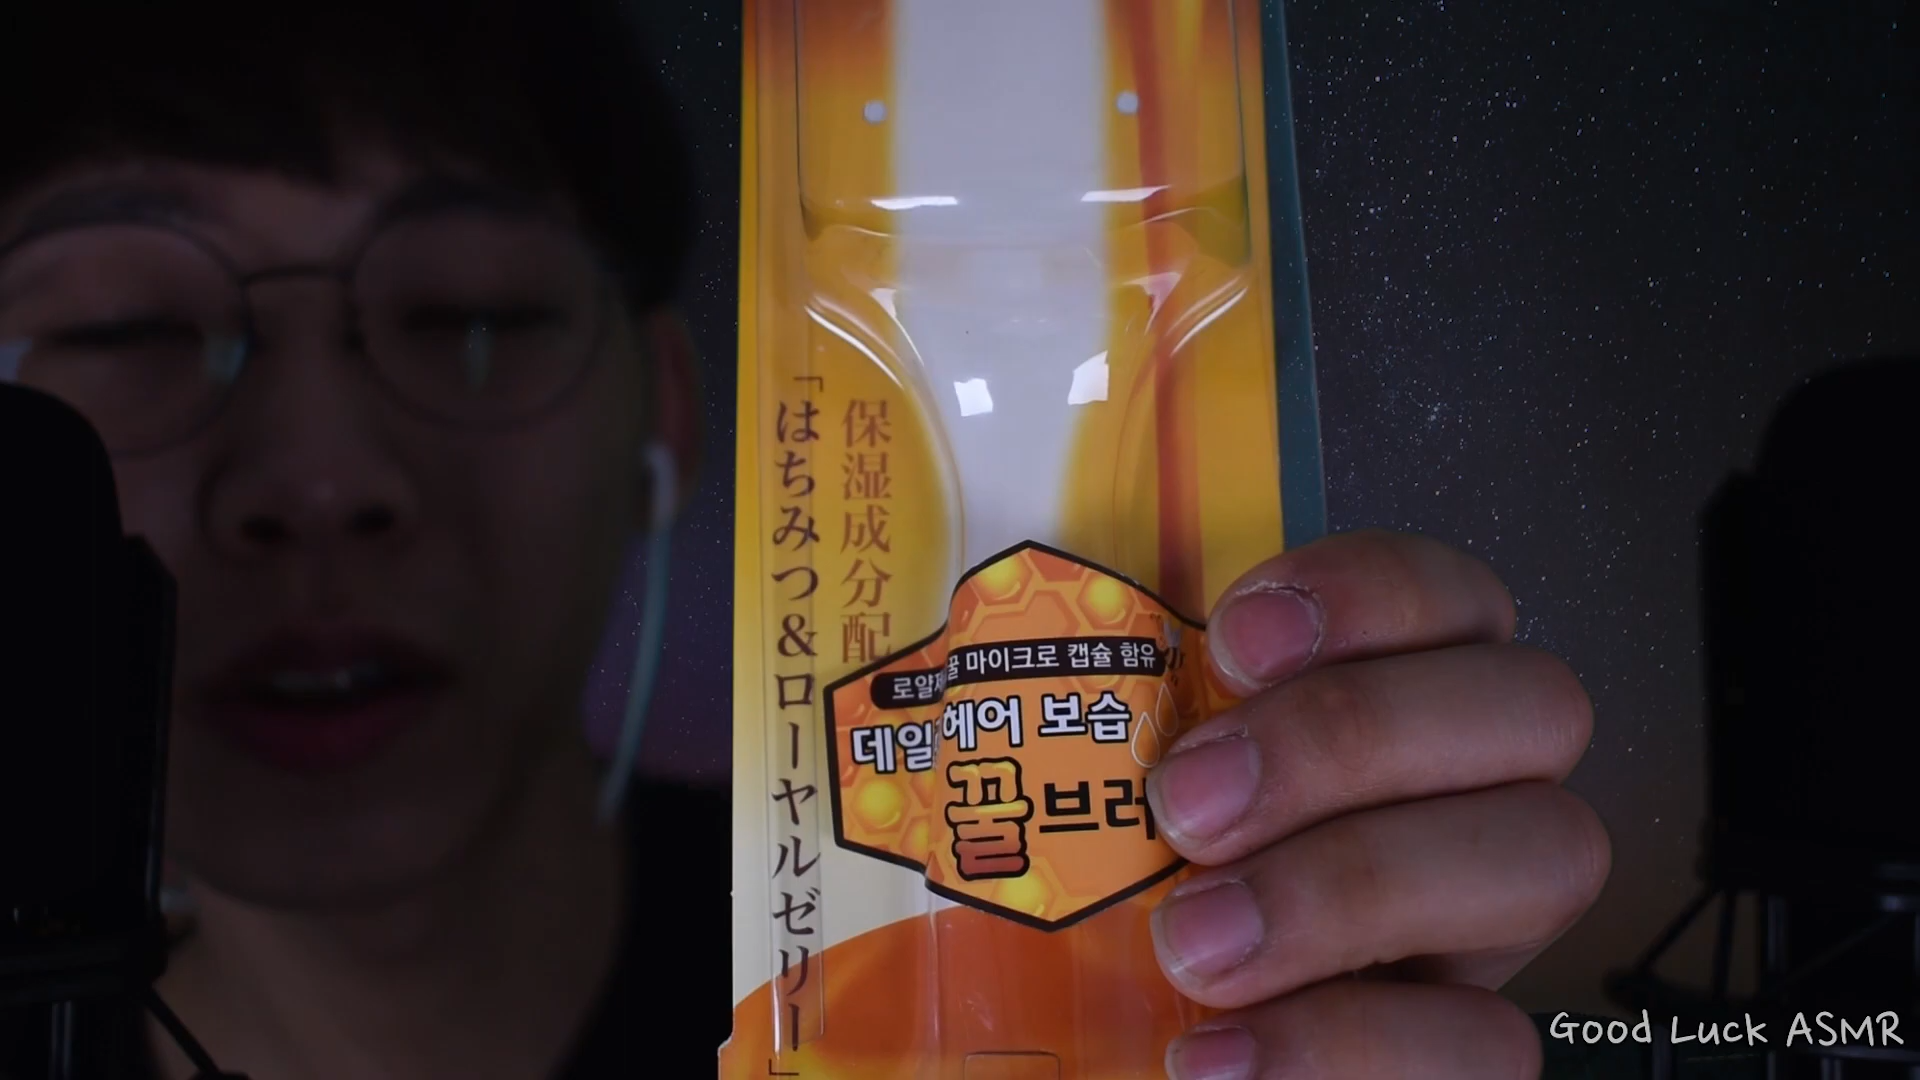 保湿成分配
「はちみつ&ローヤルゼリー」
로얄제 꿀 마이크로 캡슐 함유
데일 헤어 보습
꿀브러
Good Luck ASMR